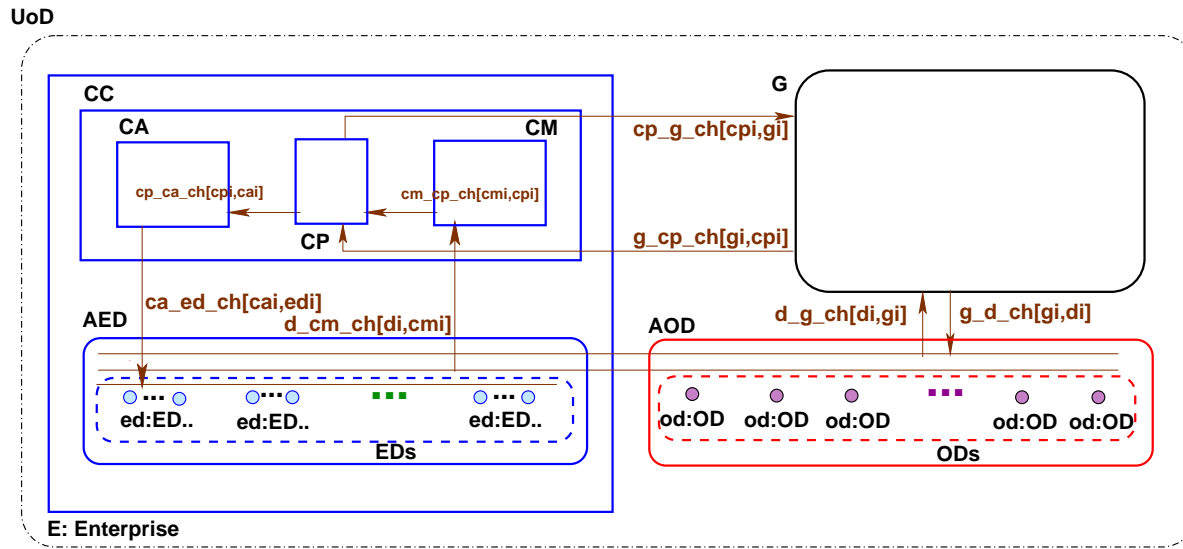 UoD
CC
G
CA
CM
cp_g_ch[cpi,gi]
cp_ca_ch[cpi,cai]
cm_cp_ch[cmi,cpi]
CP
g_cp_ch[gi,cpi]
ca_ed_ch[cai,edi]
AED
d_cm_ch[di,cmi]
AOD
d_g_ch[di,gi]
g_d_ch[gi,di]
ed:ED..
ed:ED..
ed:ED..
od:OD
od:OD
od:OD
od:OD
od:OD
EDs
ODs
E: Enterprise